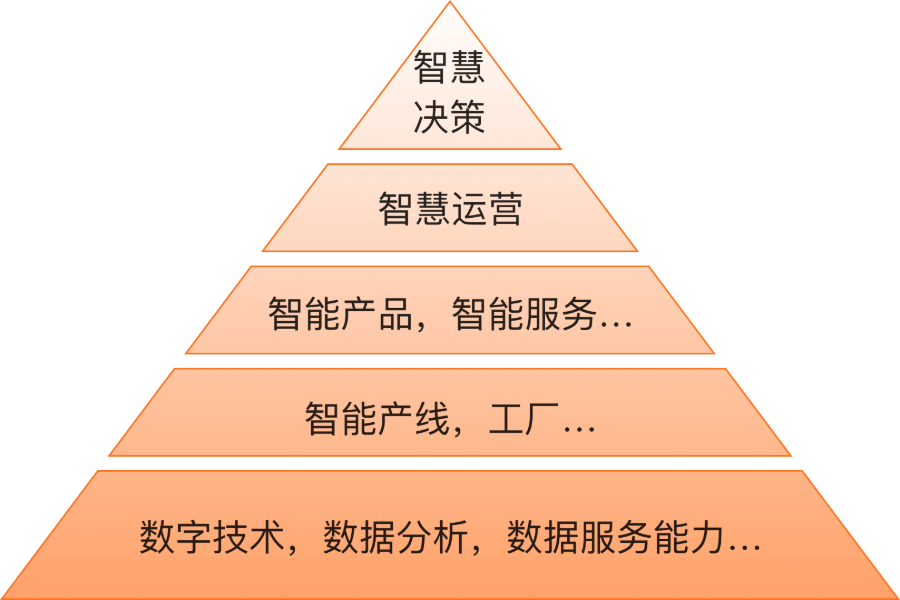 智慧
决策
智慧运营
智能产品，智能服务…
智能产线，工厂…
数字技术，数据分析，数据服务能力…